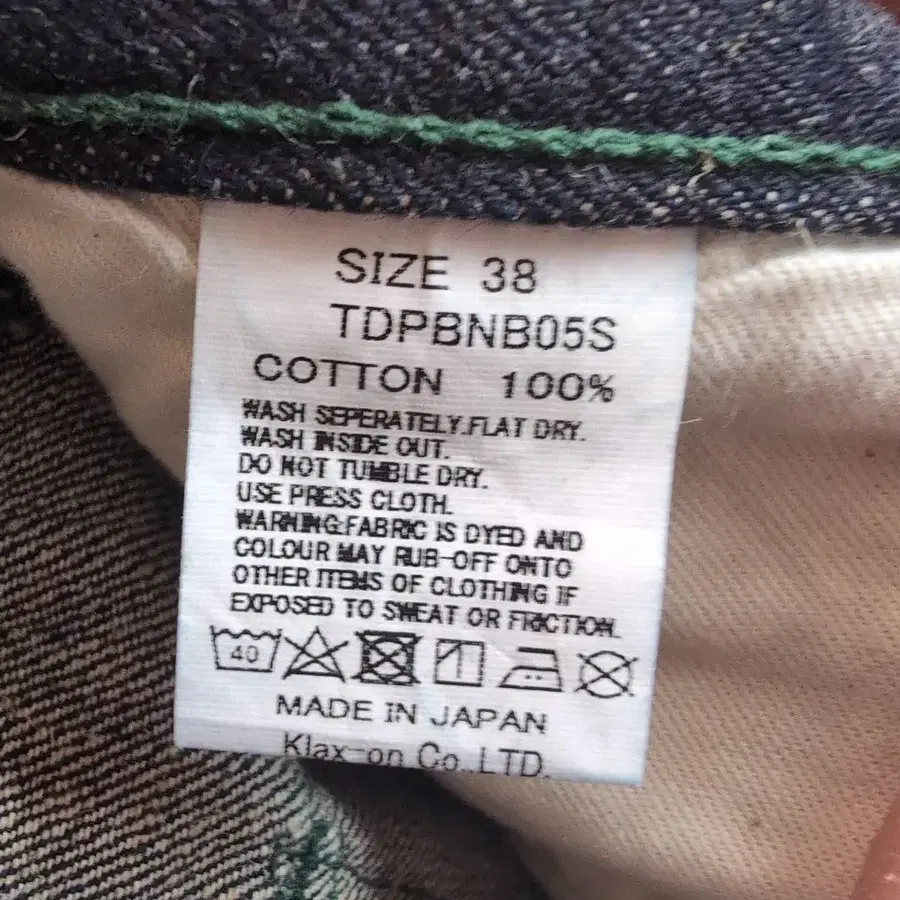 SIZE 38
TDPBNB05S
COTTON 100%
WASH SEPERATELY.FLAT DRY.
WASH INSIDE OUT.
DO NOT TUMBLE DRY.
USE PRESS CLOTH.
WARNING:FABRIC IS DYED AND
COLOUR MAY RUB-OFF ONTO
OTHER ITEMS OF CLOTHING IF
EXPOSED TO SWEAT OR FRICTION.
40
MADE IN JAPAN
Klax-on Co.,LTD.